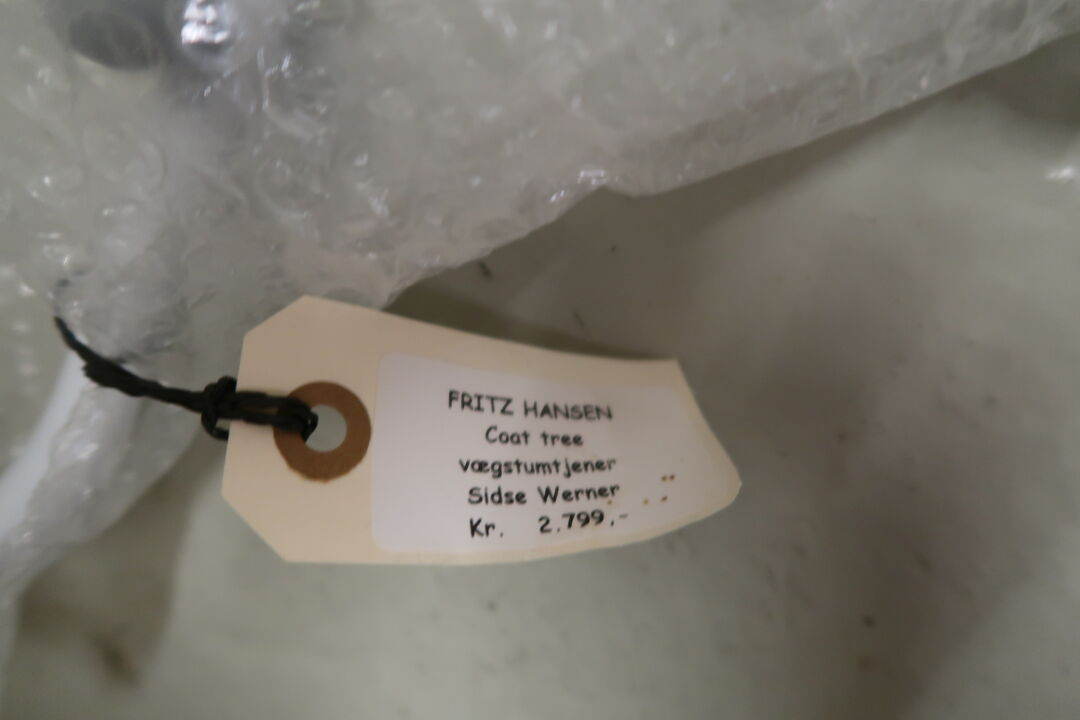 FRITZ HANSEN
Coat tree
vægstumtjener
Sidse Werner
Kr. 2.799,-